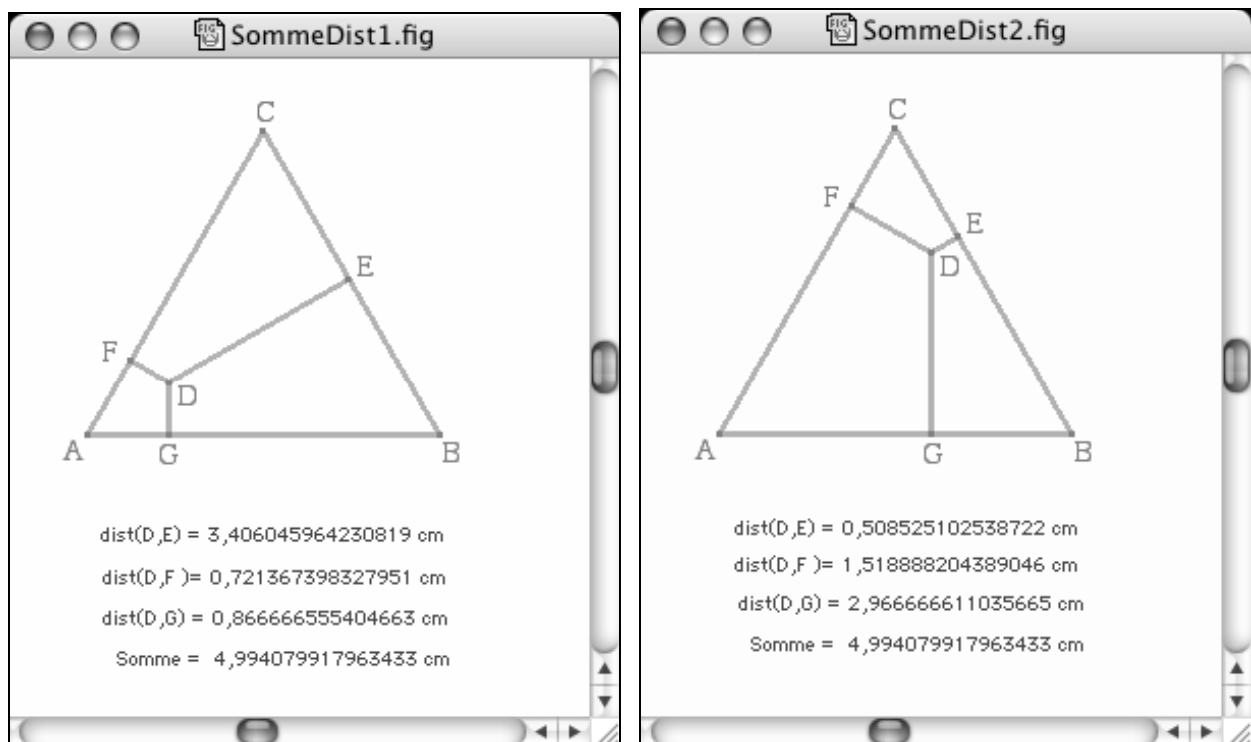 SommeDist1.fig
C
E
F
D
A
G
B
dist(D,E) = 3,406045964230819 cm
dist(D,F )= 0,721367398327951 cm
dist(D,G) = 0,866666555404663 cm
Somme = 4,994079917963433 cm
SommeDist2.fig
C
F
E
D
A
G
B
dist(D,E) = 0,508525102538722 cm
dist(D,F )= 1,518888204389046 cm
dist(D,G) = 2,966666611035665 cm
Somme = 4,994079917963433 cm